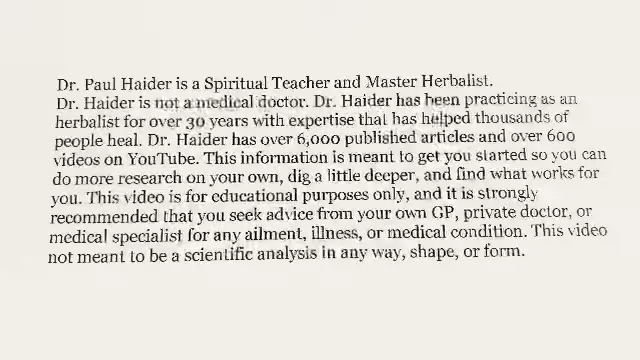 Dr. Paul Haider is a Spiritual Teacher and Master Herbalist.
Dr. Haider is not a medical doctor. Dr. Haider has been practicing as an
herbalist for over 30 years with expertise that has helped thousands of
people heal. Dr. Haider has over 6,000 published articles and over 600
videos on YouTube. This information is meant to get you started so you can
do more research on your own, dig a little deeper, and find what works for
you. This video is for educational purposes only, and it is strongly
recommended that you seek advice from your own GP, private doctor, or
medical specialist for any ailment, illness, or medical condition. This video
not meant to be a scientific analysis in any way, shape, or form.